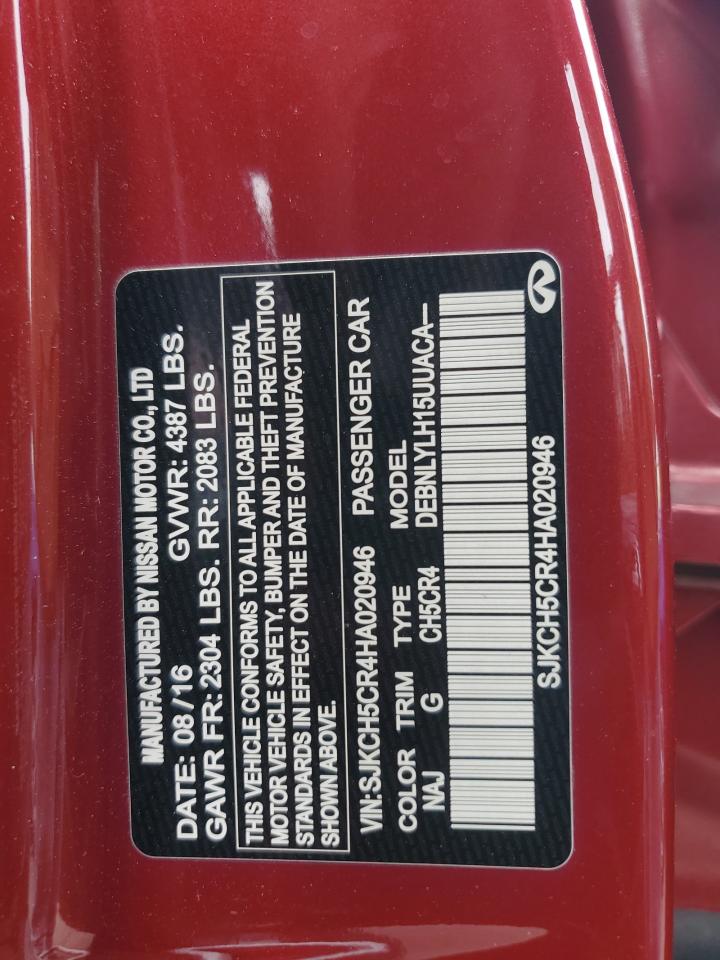 MANUFACTURED BY NISSAN MOTOR CO., LTD
DATE: 08/16 GVWR: 4387 LBS.
GAWR FR: 2304 LBS. RR: 2083 LBS.
THIS VEHICLE CONFORMS TO ALL APPLICABLE FEDERAL
MOTOR VEHICLE SAFETY, BUMPER AND THEFT PREVENTION
STANDARDS IN EFFECT ON THE DATE OF MANUFACTURE
SHOWN ABOVE.
VIN: SJKCH5CR4HA020946 PASSENGER CAR
COLOR TRIM TYPE MODEL
NAJ G CH5CR4 DEBNLYLH15UUACA—
SJKCH5CR4HA020946